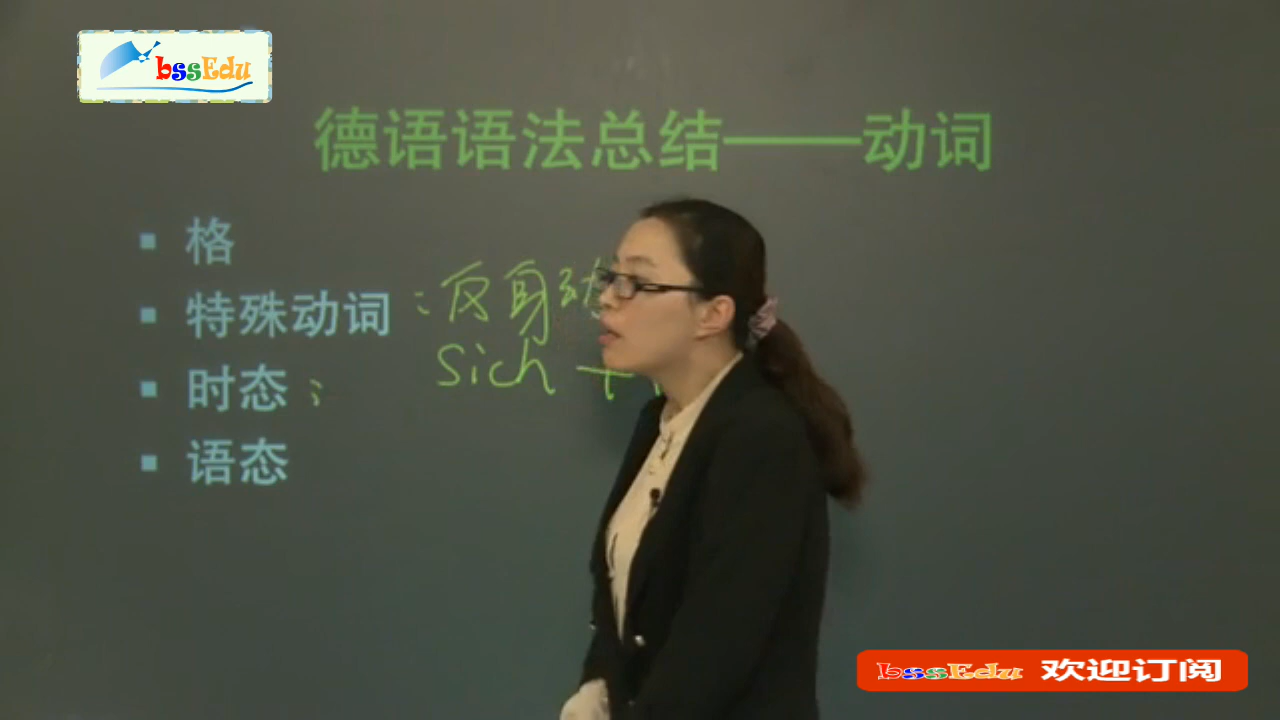 bssEdu
德语语法总结——动词
格
特殊动词：反身动
sich +
时态；
语态
bssEdu 欢迎订阅